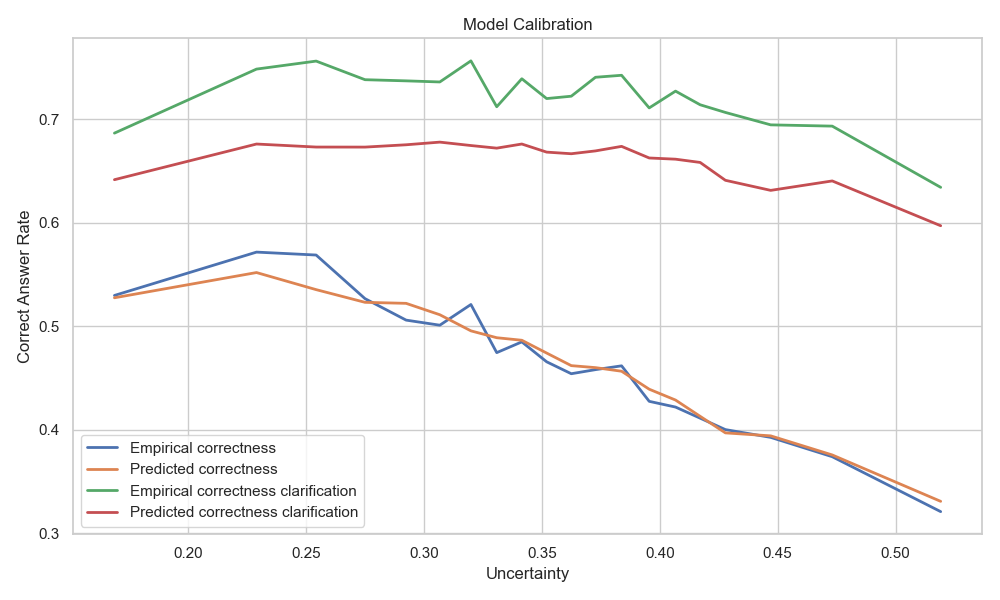 Model Calibration
Correct Answer Rate
0.7
0.6
0.5
0.4
0.3
Empirical correctness
Predicted correctness
Empirical correctness clarification
Predicted correctness clarification
0.20 0.25 0.30 0.35 0.40 0.45 0.50
Uncertainty